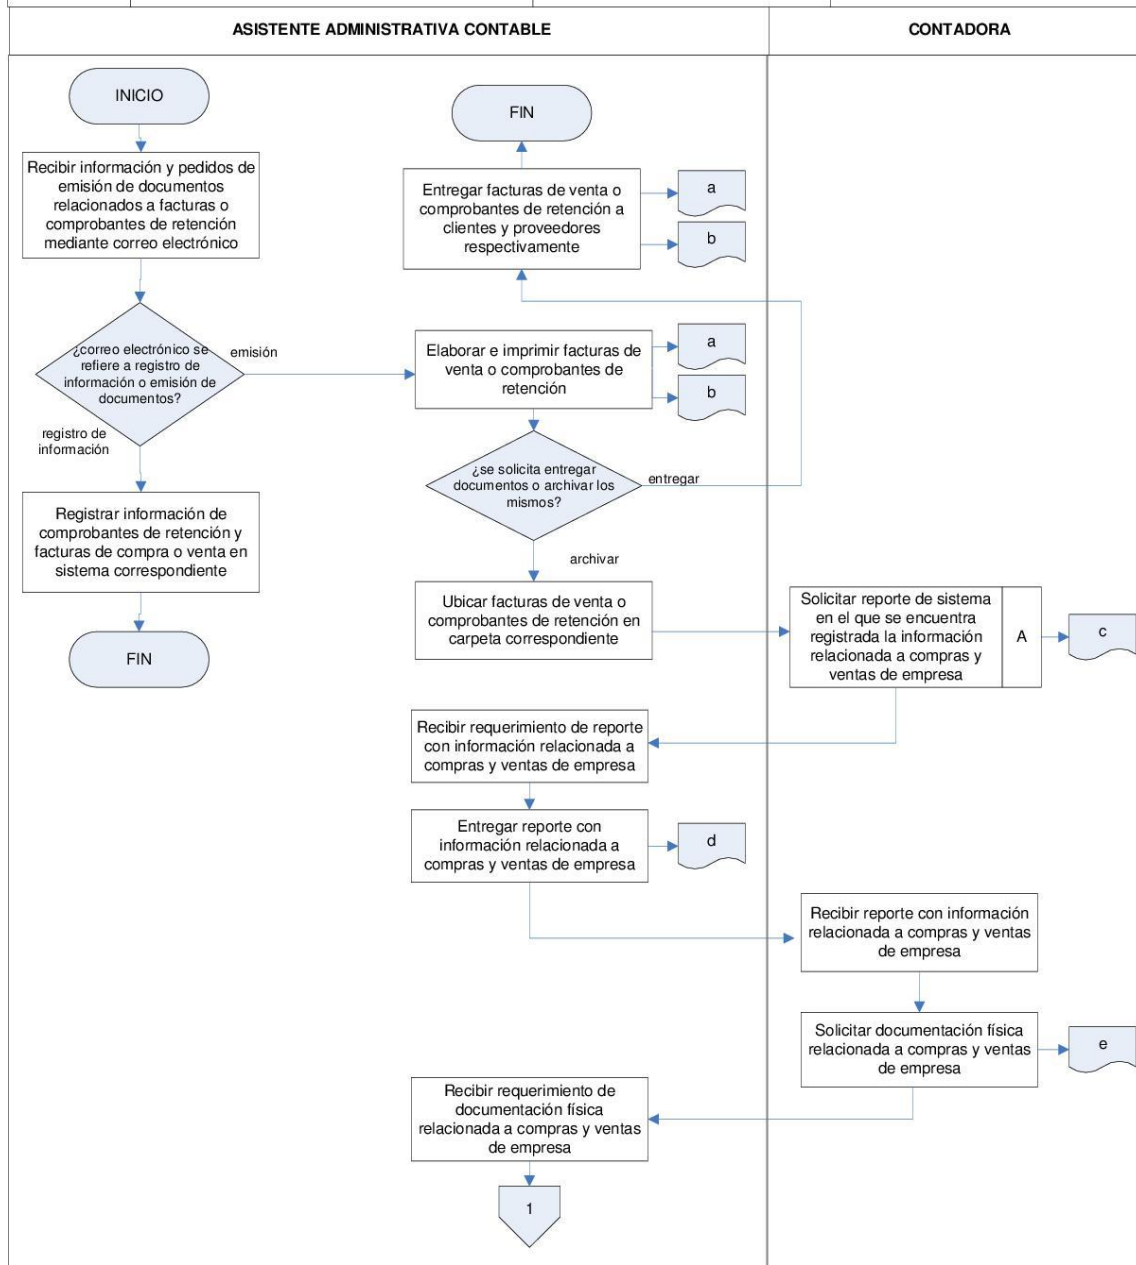 ASISTENTE ADMINISTRATIVA CONTABLE
CONTADORA
INICIO
Recibir información y pedidos de
emisión de documentos
relacionados a facturas o
comprobantes de retención
mediante correo electrónico
¿correo electrónico se
refiere a registro de
información o emisión de
documentos?
emisión
registro de
información
Registrar información de
comprobantes de retención y
facturas de compra o venta en
sistema correspondiente
FIN
FIN
Entregar facturas de venta o
comprobantes de retención a
clientes y proveedores
respectivamente
a
b
Elaborar e imprimir facturas de
venta o comprobantes de
retención
a
b
¿se solicita entregar
documentos o archivar los
mismos?
entregar
archivar
Ubicar facturas de venta o
comprobantes de retención en
carpeta correspondiente
Solicitar reporte de sistema
en el que se encuentra
registrada la información
relacionada a compras y
ventas de empresa
A
c
Recibir requerimiento de reporte
con información relacionada a
compras y ventas de empresa
Entregar reporte con
información relacionada a
compras y ventas de empresa
d
Recibir reporte con información
relacionada a compras y ventas
de empresa
Solicitar documentación física
relacionada a compras y ventas
de empresa
e
Recibir requerimiento de
documentación física
relacionada a compras y ventas
de empresa
1